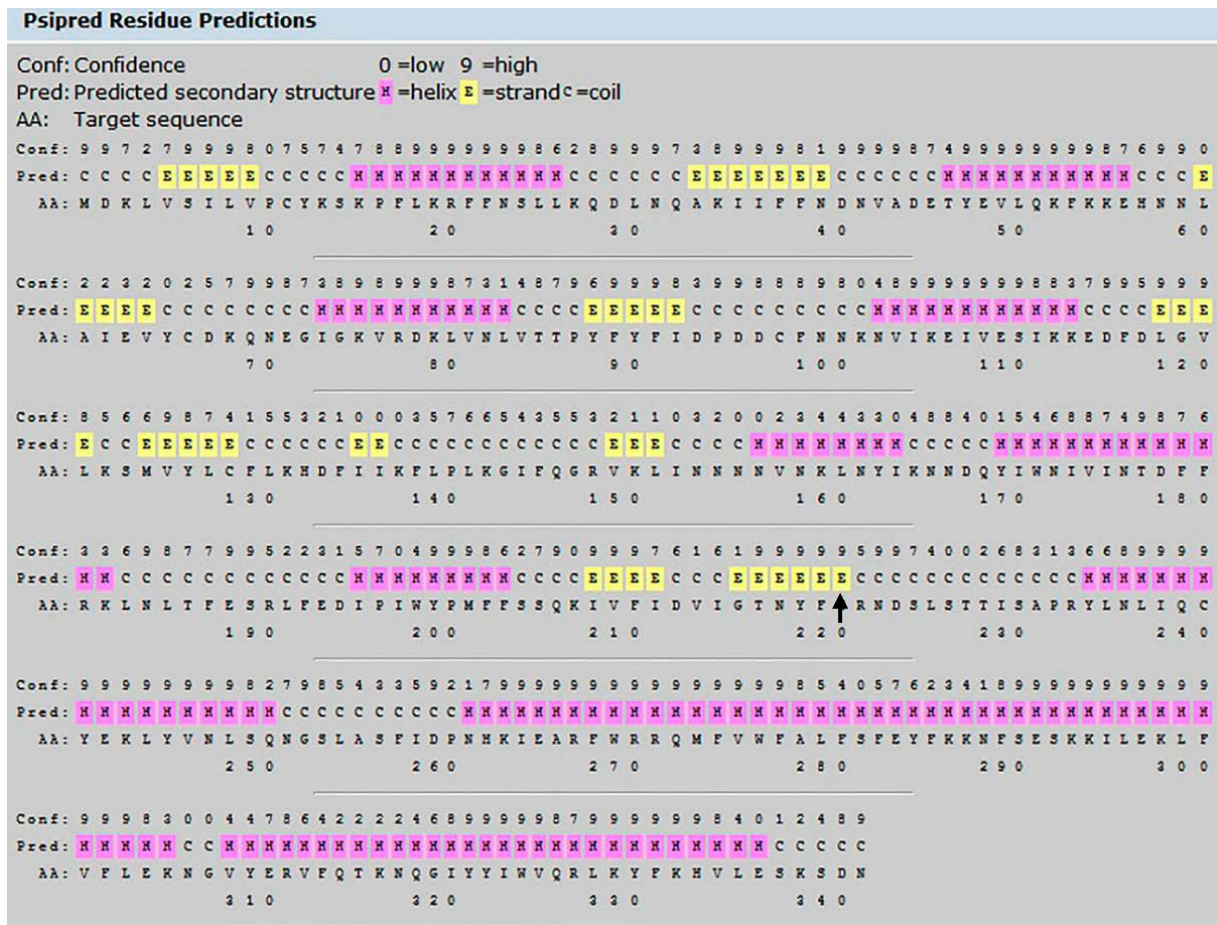 Psipred Residue Predictions
Conf: Confidence 0 =low 9 =high
Pred: Predicted secondary structure H =helix E =strand C =coil
AA: Target sequence
Conf: 9 9 7 2 7 9 9 9 8 0 7 5 7 4 7 8 8 9 9 9 9 9 9 9 8 6 2 8 9 9 9 7 3 8 9 9 9 8 1 9 9 9 9 8 7 4 9 9 9 9 9 9 9 9 8 7 6 9 9 0
Pred: C C C C E E E E E C C C C C H H H H H H H H H H H C C C C C C E E E E E E E C C C C C C H H H H H H H H H H C C C E
AA: M D K L V S I L V P C Y K S K P F L K R F F N S L L K Q D L N Q A K I I F F N D N V A D E T Y E V L Q K F K K E H N N L
10 20 30 40 50 60
Conf: 2 2 3 2 0 2 5 7 9 9 8 7 3 8 9 8 9 9 9 8 7 3 1 4 8 7 9 6 9 9 9 8 3 9 9 8 8 8 8 9 8 0 4 8 9 9 9 9 9 9 9 9 8 8 3 7 9 9 5 9 9 9
Pred: E E E E C C C C C C C C H H H H H H H H H H C C C C E E E E E C C C C C C C C C H H H H H H H H H H H C C C C E E E
AA: A I E V Y C D K Q N E G I G K V R D K L V N L V T T P Y F Y F I D P D D C F N N K N V I K E I V E S I K K E D F D L G V
70 80 90 100 110 120
Conf: 8 5 6 6 9 8 7 4 1 5 5 3 2 1 0 0 0 3 5 7 6 6 5 4 3 5 5 3 2 1 1 0 3 2 0 0 2 3 4 4 3 3 0 4 8 8 4 0 1 5 4 6 8 8 7 4 9 8 7 6
Pred: E C C E E E E E C C C C C C E E C C C C C C C C C C C E E E C C C C H H H H H H H H C C C C C H H H H H H H H H H H
AA: L K S M V Y L C F L K H D F I I K F L P L K G I F Q G R V K L I N N N N V N K L N Y I K N N D Q Y I W N I V I N T D F F
130 140 150 160 170 180
Conf: 3 3 6 9 8 7 7 9 9 5 2 2 3 1 5 7 0 4 9 9 9 8 6 2 7 9 0 9 9 9 7 6 1 6 1 9 9 9 9 9 5 9 9 7 4 0 0 2 6 8 3 1 3 6 6 8 9 9 9 9
Pred: H H C C C C C C C C C C C C H H H H H H H H C C C C E E E E C C C E E E E E E C C C C C C C C C C C C C H H H H H H H
AA: R K L N L T F E S R L F E D I P I W Y P M F F S S Q K I V F I D V I G T N Y F R N D S L S T T I S A P R Y L N L I Q C
190 200 210 220 230 240
Conf: 9 9 9 9 9 9 9 8 2 7 9 8 5 4 3 3 5 9 2 1 7 9 9 9 9 9 9 9 9 9 9 9 9 9 9 9 9 8 5 4 0 5 7 6 2 3 4 1 8 9 9 9 9 9 9 9 9 9 9
Pred: H H H H H H H H H H C C C C C C C C C H H H H H H H H H H H H H H H H H H H H H H H H H H H H H H H H H H H H H H H H
AA: Y E K L Y V N L S Q N G S L A S F I D P N H K I E A R F W R R Q M F V W F A L F S F E Y F K K N F S E S K K I L E K L F
250 260 270 280 290 300
Conf: 9 9 9 8 3 0 0 4 4 7 8 6 4 2 2 2 2 4 6 8 9 9 9 9 9 8 7 9 9 9 9 9 9 9 8 4 0 1 2 4 8 9
Pred: H H H H H C C H H H H H H H H H H H H H H H H H H H H H H H H H H H H C C C C C
AA: V F L E K N G V Y E R V F Q T K N Q G I Y Y I W V Q R L K Y F K H V L E S K S D N
310 320 330 340